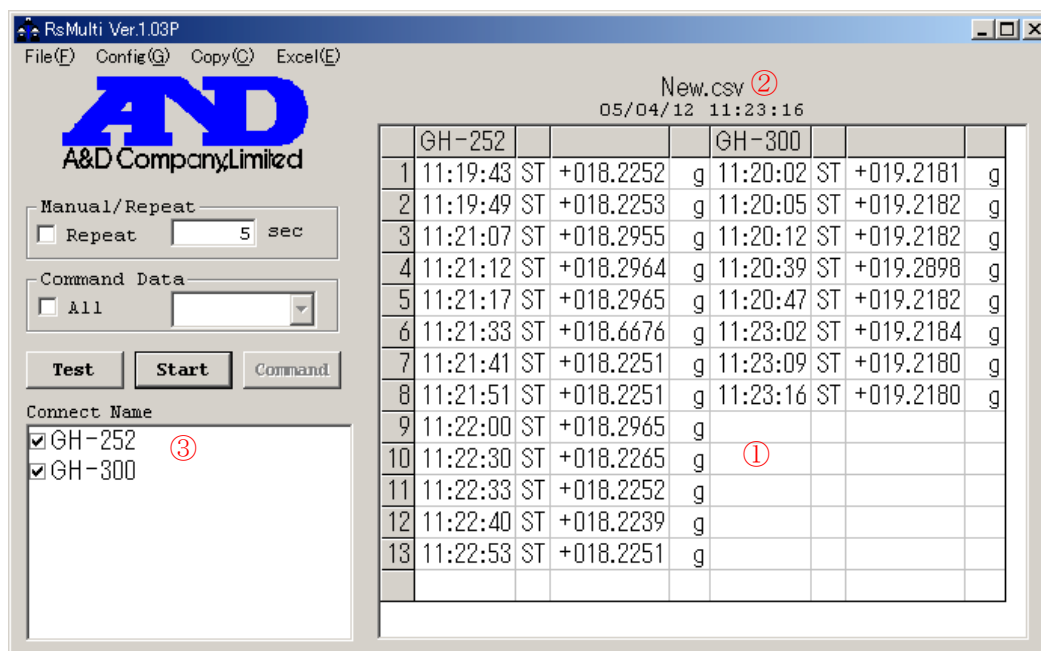 RsMulti Ver.1.03P
File(F) Config(G) Copy(C) Excel(E)
AND
A&D Company,Limited
New.csv ②
05/04/12 11:23:16
Manual/Repeat
Repeat 5 sec
Command Data
All
Test Start Command
Connect Name
GH-252
③
GH-300
GH-252 GH-300
1 11:19:43 ST +018.2252 g 11:20:02 ST +019.2181 g
2 11:19:49 ST +018.2253 g 11:20:05 ST +019.2182 g
3 11:21:07 ST +018.2955 g 11:20:12 ST +019.2182 g
4 11:21:12 ST +018.2964 g 11:20:39 ST +019.2898 g
5 11:21:17 ST +018.2965 g 11:20:47 ST +019.2182 g
6 11:21:33 ST +018.6676 g 11:23:02 ST +019.2184 g
7 11:21:41 ST +018.2251 g 11:23:09 ST +019.2180 g
8 11:21:51 ST +018.2251 g 11:23:16 ST +019.2180 g
9 11:22:00 ST +018.2965 g
10 11:22:30 ST +018.2265 g ①
11 11:22:33 ST +018.2252 g
12 11:22:40 ST +018.2239 g
13 11:22:53 ST +018.2251 g